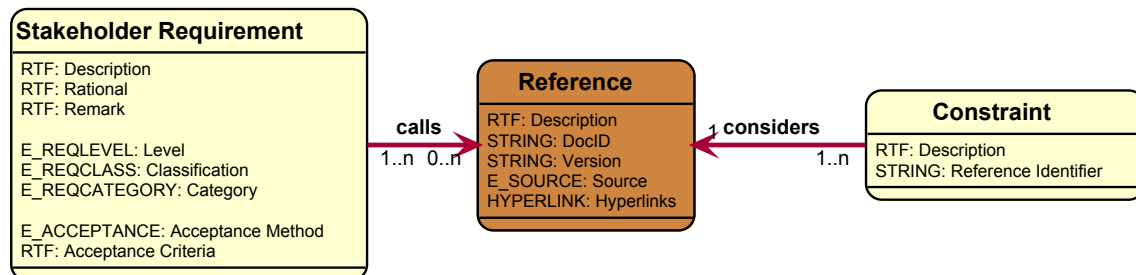 Stakeholder Requirement
RTF: Description
RTF: Rational
RTF: Remark
E_REQLEVEL: Level
E_REQCLASS: Classification
E_REQCATEGORY: Category
E_ACCEPTANCE: Acceptance Method
RTF: Acceptance Criteria
calls
1..n 0..n
Reference
RTF: Description
STRING: DocID
STRING: Version
E_SOURCE: Source
HYPERLINK: Hyperlinks
1 considers
1..n
Constraint
RTF: Description
STRING: Reference Identifier